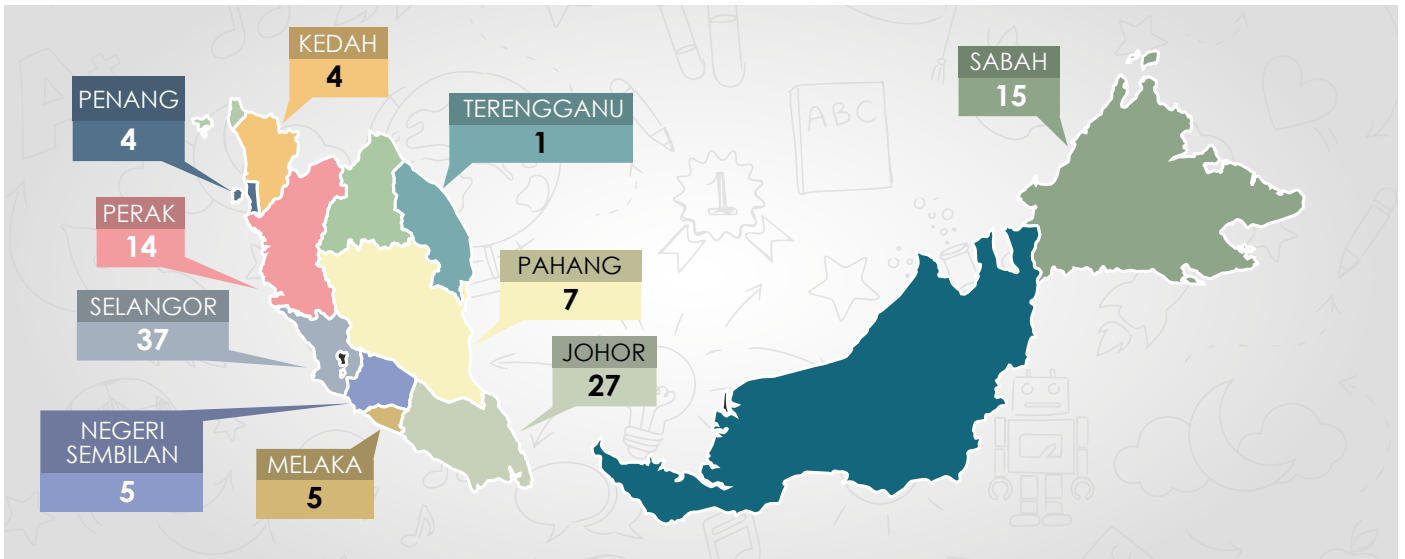 KEDAH
4
PENANG
4
TERENGGANU
1
PERAK
14
SELANGOR
37
PAHANG
7
JOHOR
27
NEGERI
SEMBILAN
5
MELAKA
5
SABAH
15
ABC
1